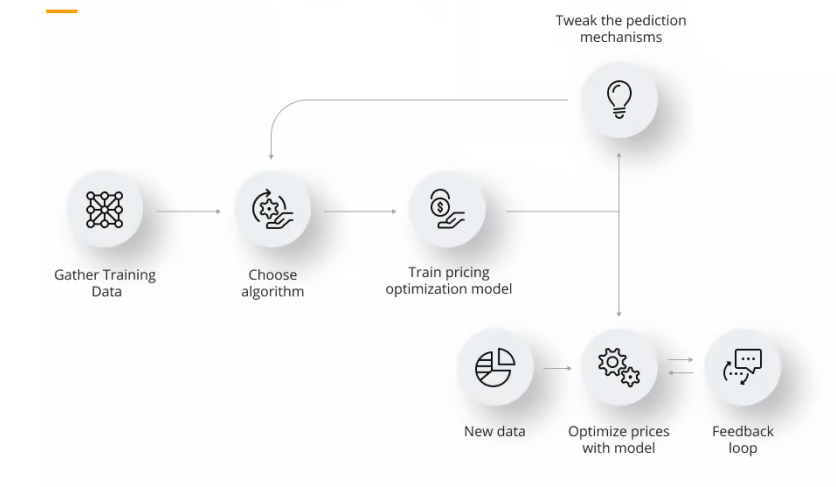 Tweak the pediction
mechanisms
Gather Training
Data
Choose
algorithm
Train pricing
optimization model
New data
Optimize prices
with model
Feedback
loop